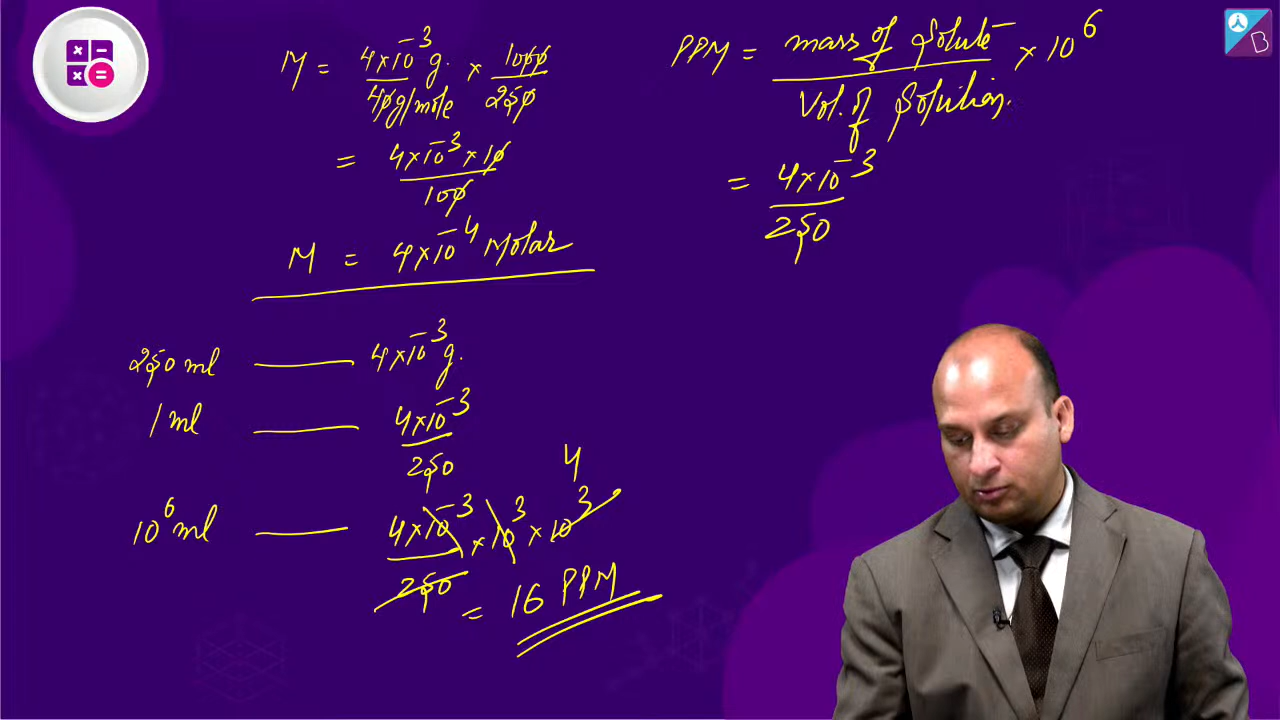 M = 4×10⁻³ g. / 40g/mole × 1000 / 250
= 4×10⁻³ × 10 / 100
M = 4×10⁻⁴ Molar
250 ml —— 4×10⁻³ g.
1 ml —— 4×10⁻³ / 250
10⁶ ml —— 4×10⁻³ / 250 × 10³ × 10³ 4
= 16 PPM
PPM = mass of Solute / Vol. of Solution. × 10⁶
= 4×10⁻³ / 250
A B